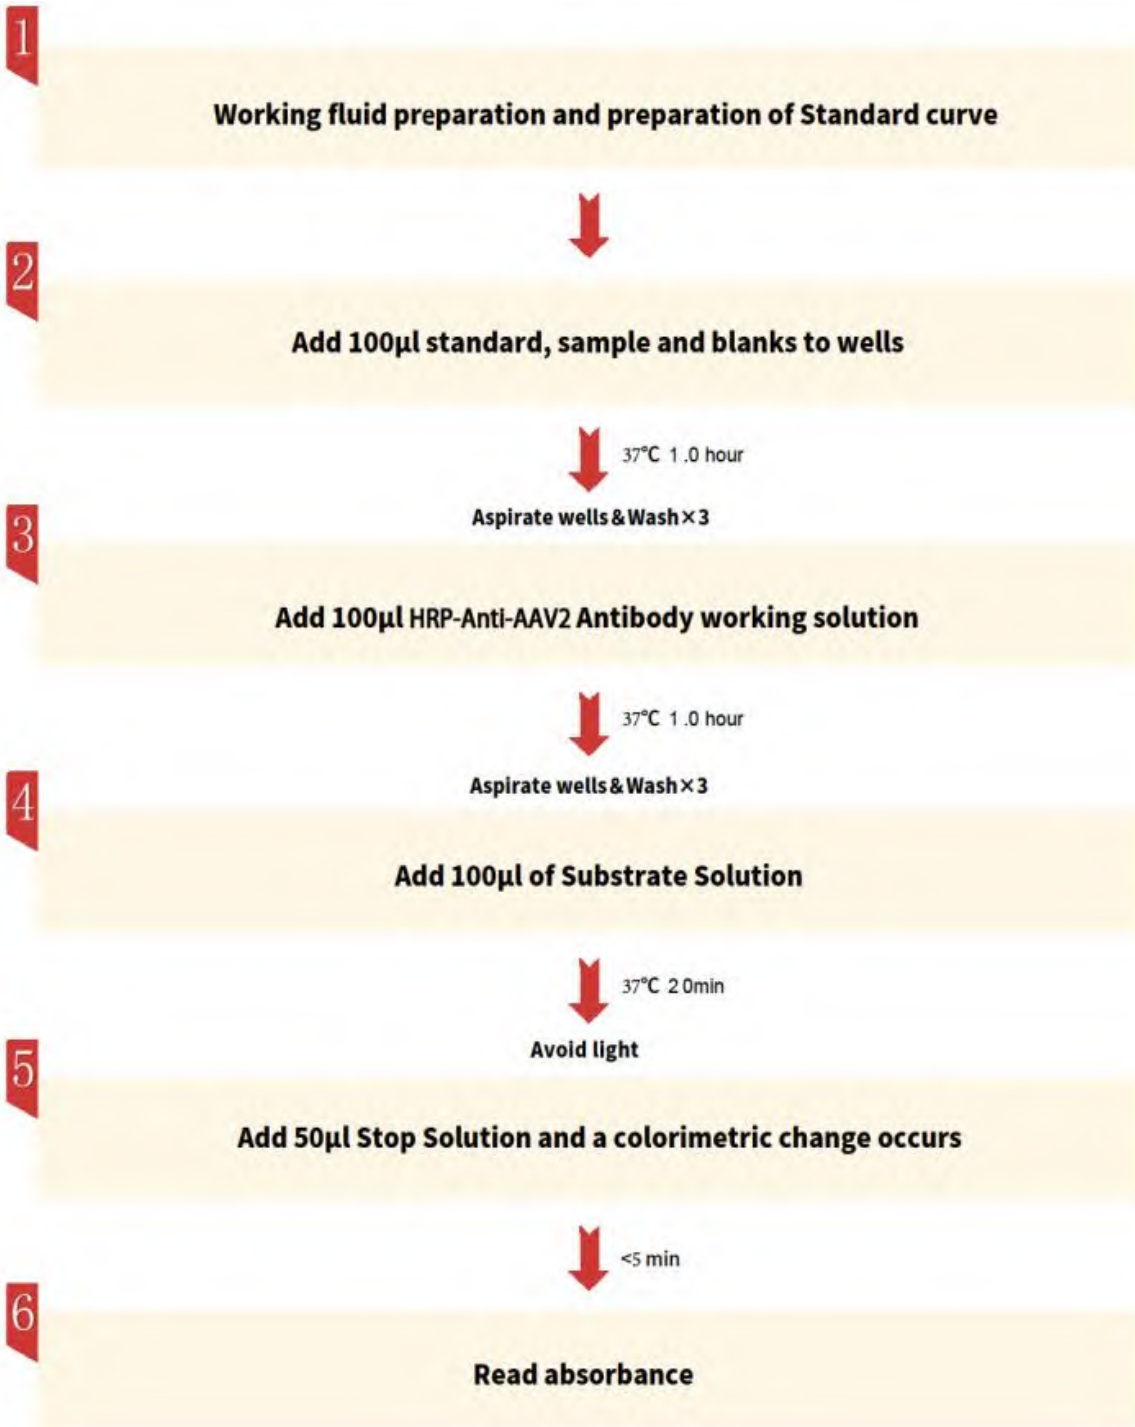 1
Working fluid preparation and preparation of Standard curve
2
Add 100μl standard, sample and blanks to wells
37℃ 1 .0 hour
Aspirate wells&Wash×3
3
Add 100μl HRP-Anti-AAV2 Antibody working solution
37℃ 1 .0 hour
Aspirate wells&Wash×3
4
Add 100μl of Substrate Solution
37℃ 2 0min
Avoid light
5
Add 50μl Stop Solution and a colorimetric change occurs
<5 min
6
Read absorbance